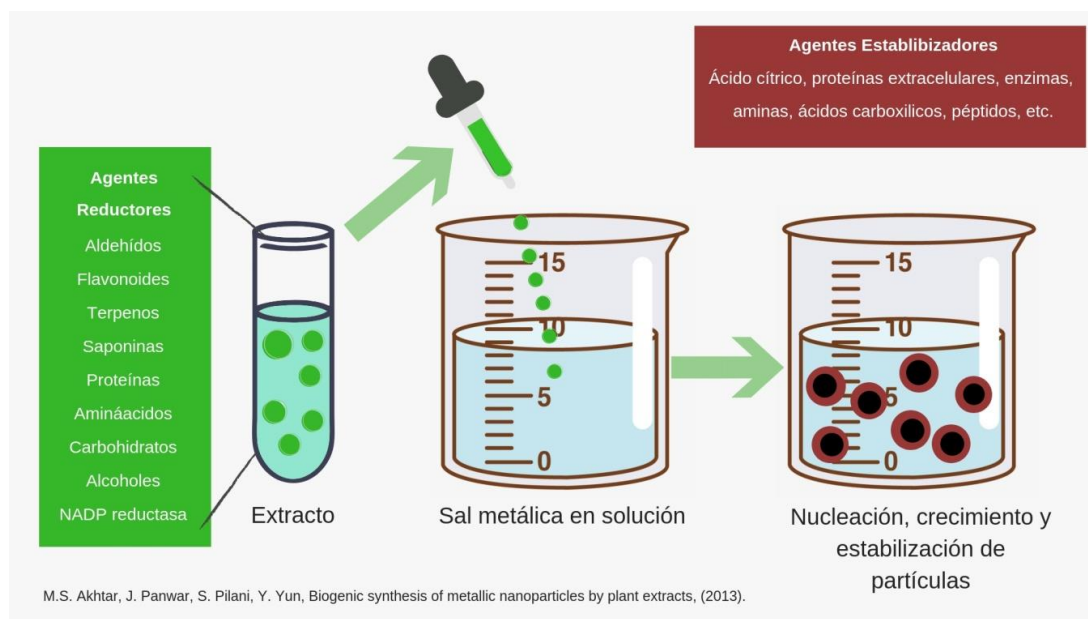 Agentes Establibizadores
Ácido cítrico, proteínas extracelulares, enzimas,
aminas, ácidos carboxilicos, péptidos, etc.
Agentes
Reductores
Aldehídos
Flavonoides
Terpenos
Saponinas
Proteínas
Amináacidos
Carbohidratos
Alcoholes
NADP reductasa
Extracto
15
10
5
0
Sal metálica en solución
15
10
5
0
Nucleación, crecimiento y
estabilización de
partículas
M.S. Akhtar, J. Panwar, S. Pilani, Y. Yun, Biogenic synthesis of metallic nanoparticles by plant extracts, (2013).